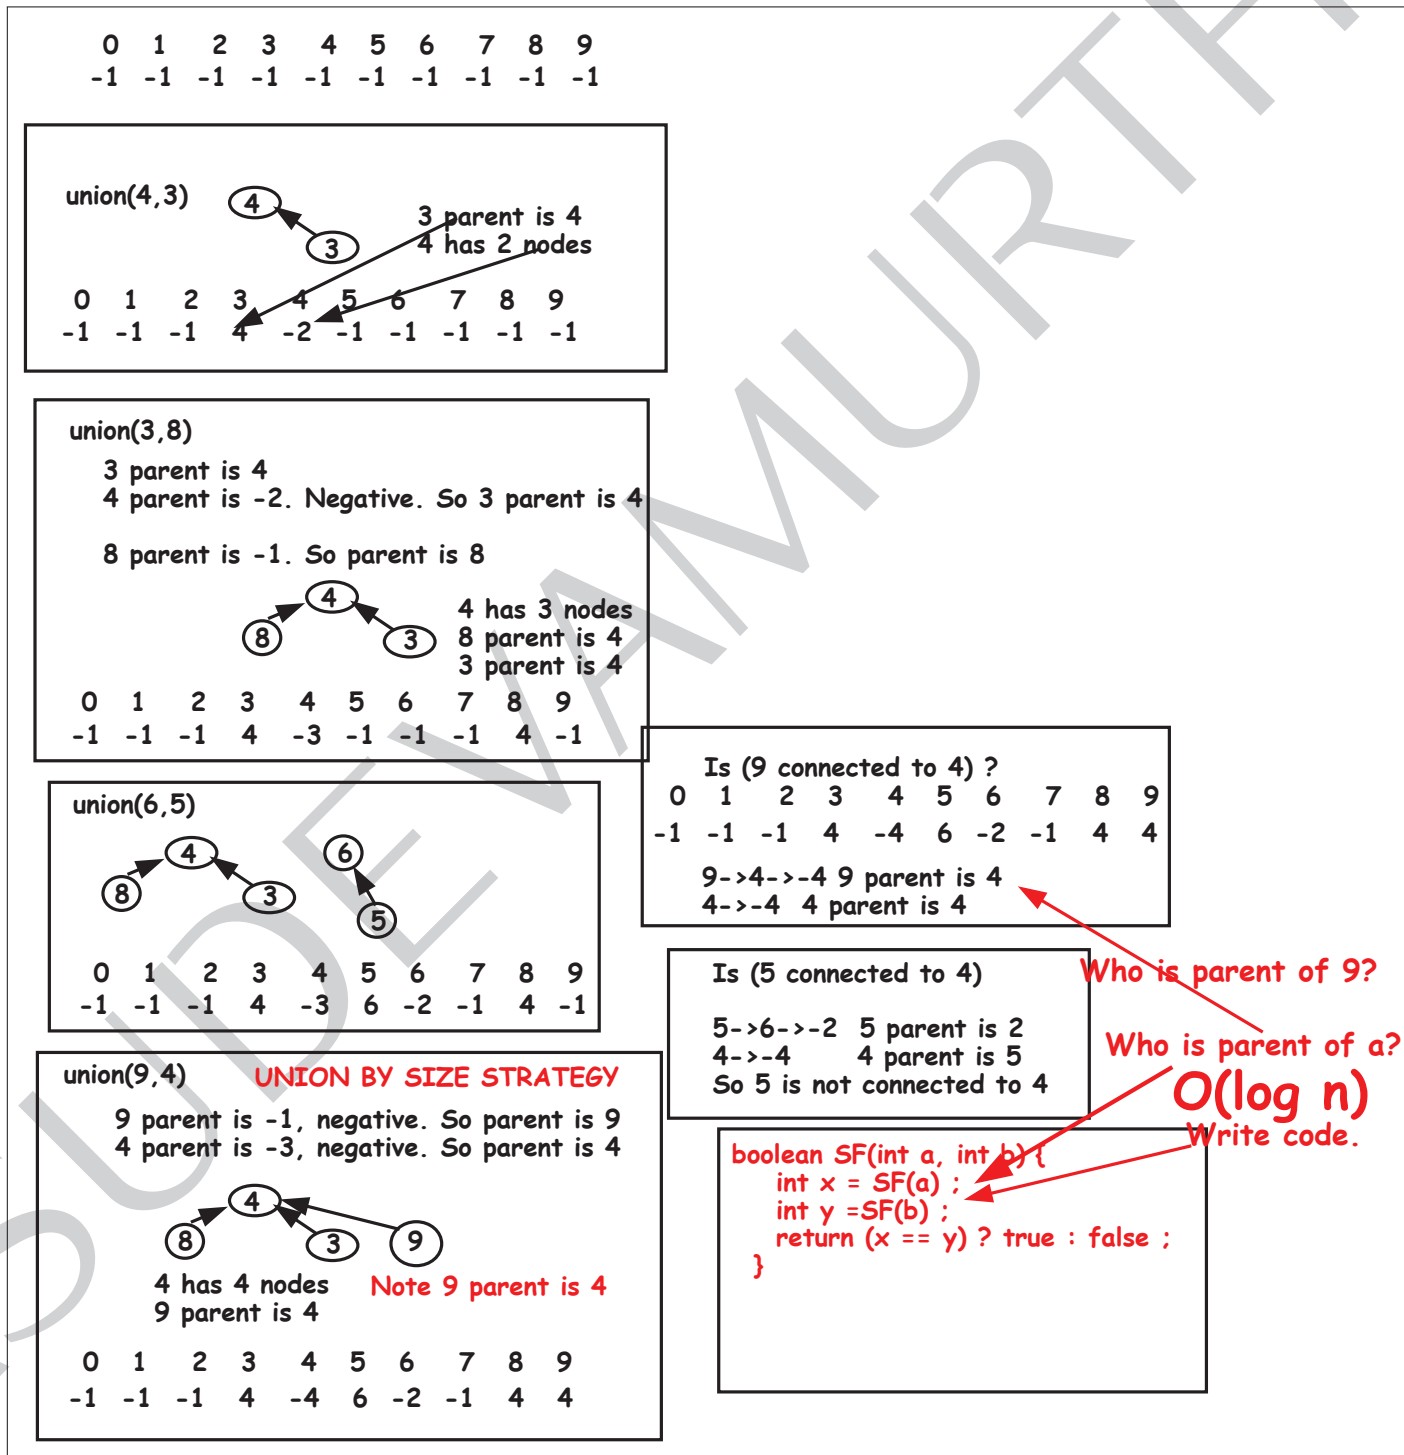 0 1 2 3 4 5 6 7 8 9
-1 -1 -1 -1 -1 -1 -1 -1 -1 -1
union(4,3)
4
3
3 parent is 4
4 has 2 nodes
0 1 2 3 4 5 6 7 8 9
-1 -1 -1 4 -2 -1 -1 -1 -1 -1
union(3,8)
3 parent is 4
4 parent is -2. Negative. So 3 parent is 4
8 parent is -1. So parent is 8
4
8 3
4 has 3 nodes
8 parent is 4
3 parent is 4
0 1 2 3 4 5 6 7 8 9
-1 -1 -1 4 -3 -1 -1 -1 4 -1
union(6,5)
4 6
8 3 5
0 1 2 3 4 5 6 7 8 9
-1 -1 -1 4 -3 6 -2 -1 4 -1
union(9,4) UNION BY SIZE STRATEGY
9 parent is -1, negative. So parent is 9
4 parent is -3, negative. So parent is 4
4
8 3 9
4 has 4 nodes
9 parent is 4
Note 9 parent is 4
0 1 2 3 4 5 6 7 8 9
-1 -1 -1 4 -4 6 -2 -1 4 4
Is (9 connected to 4) ?
0 1 2 3 4 5 6 7 8 9
-1 -1 -1 4 -4 6 -2 -1 4 4
9->4->-4 9 parent is 4
4->-4 4 parent is 4
Is (5 connected to 4)
5->6->-2 5 parent is 2
4->-4 4 parent is 5
So 5 is not connected to 4
Who is parent of 9?
Who is parent of a?
O(log n)
Write code.
boolean SF(int a, int b) {
int x = SF(a) ;
int y =SF(b) ;
return (x == y) ? true : false ;
}
SUDEVAMURTH